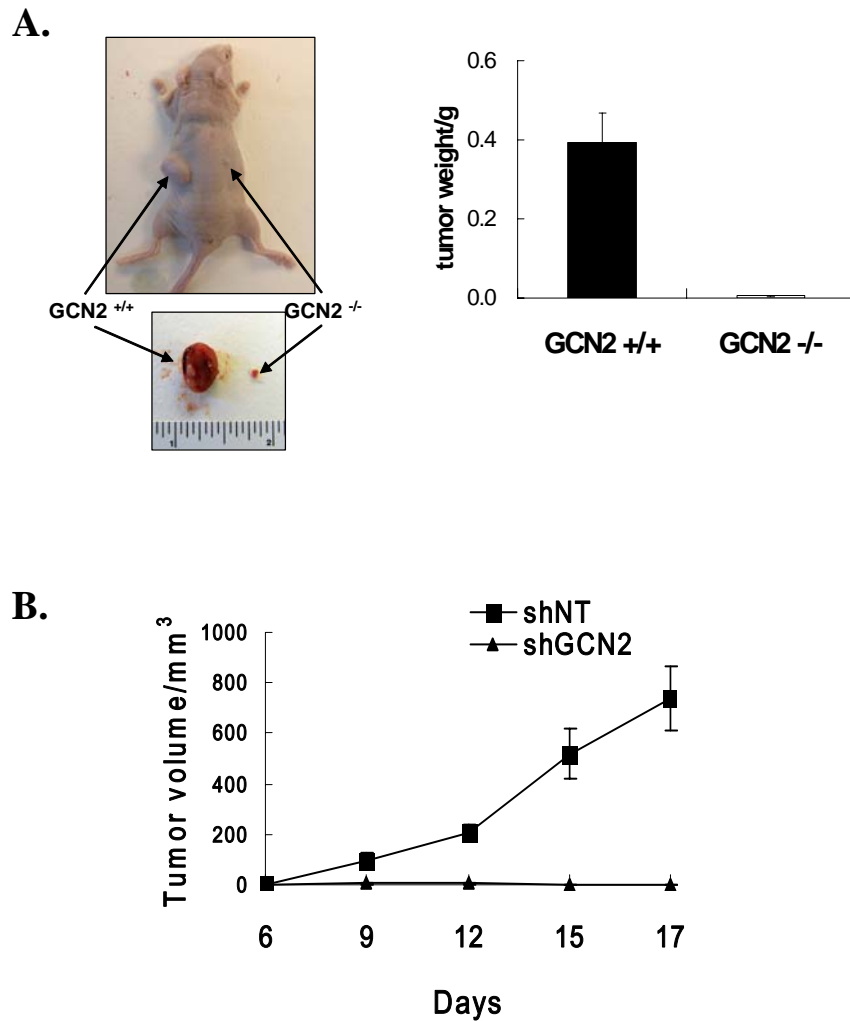 A.
GCN2 +/+
GCN2 -/-
1
2
tumor weight/g
0.6
0.4
0.2
0.0
GCN2 +/+
GCN2 -/-
B.
shNT
shGCN2
Tumor volume/mm³
1000
800
600
400
200
0
6 9 12 15 17
Days